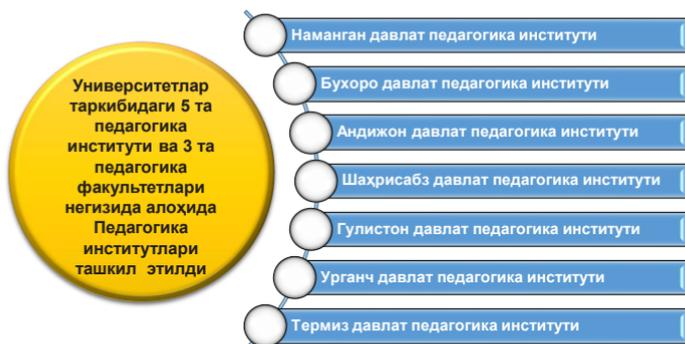 Университетлар
таркибидаги 5 та
педагогика
институти ва 3 та
педагогика
факультетлари
негизида алоҳида
Педагогика
институтлари
ташкил этилди
Наманган давлат педагогика институти
Бухоро давлат педагогика институти
Андижон давлат педагогика институти
Шаҳрисабз давлат педагогика институти
Гулистон давлат педагогика институти
Урганч давлат педагогика институти
Термиз давлат педагогика институти